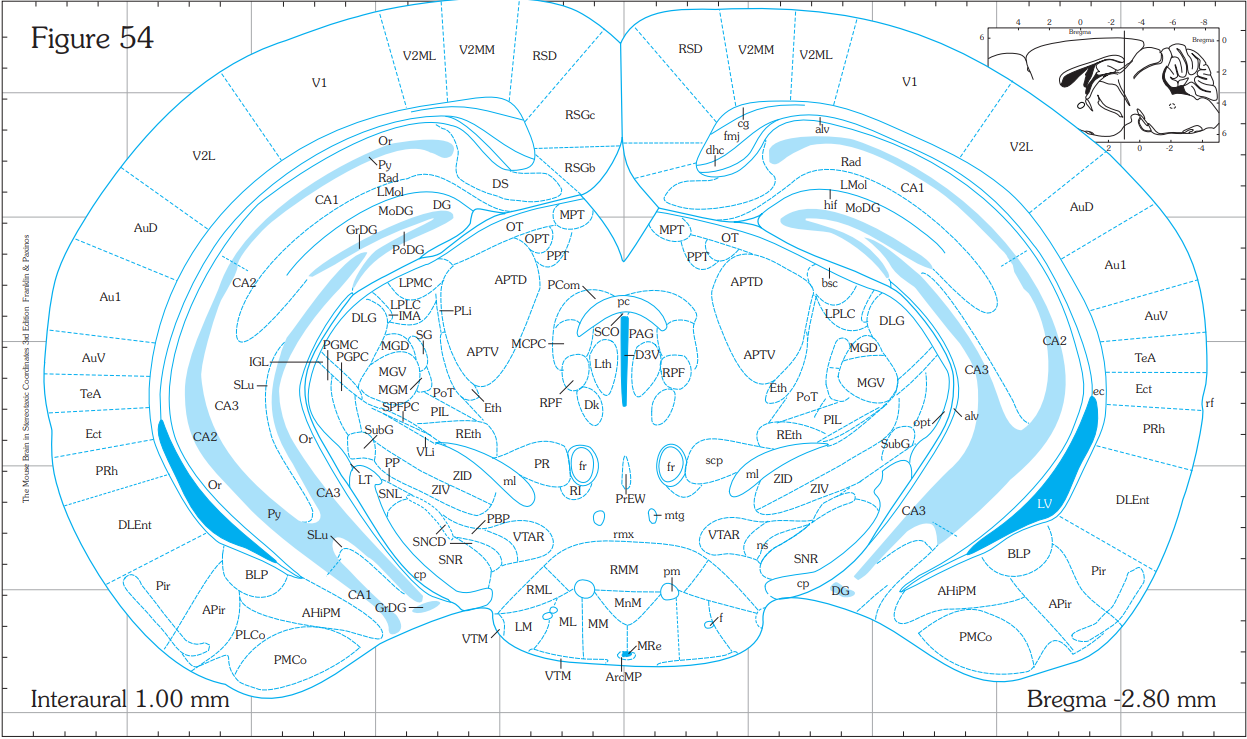 Figure 54
4 2 0 -2 -4 -6 -8
Bregma
Bregma
6
0
2
4
6
2 0 -2 -4
V1
V2ML
V2MM
RSD
RSD
V2MM
V2ML
V1
RSGc
cg
fmj
dhc
alv
V2L
Or
Py
Rad
LMol
CA1
MoDG
DG
DS
RSGb
Rad
LMol
CA1
hif
MoDG
V2L
AuD
GrDG
PoDG
OT
OPT
MPT
PPT
MPT
OT
PPT
AuD
Au1
CA2
LPMC
LPLC
IMA
DLG
PLi
APTD
PCom
pc
APTD
bsc
LPLC
DLG
Au1
AuV
IGL
PGMC
PGPC
SG
MGD
MGV
MGM
APTV
MCPC
SCO
PAG
D3V
Lth
RPF
APTV
MGD
MGV
CA2
AuV
TeA
SLu
CA3
SPFPC
PoT
PIL
Eth
RPF
Dk
Eth
PoT
PIL
CA3
ec
TeA
Ect
rf
Ect
CA2
Or
SubG
VLi
REth
REth
opt
alv
SubG
PRh
PRh
Or
LT
PP
SNL
ZIV
ZID
ml
PR
fr
RI
PrEW
fr
scp
ml
ZID
ZIV
DLEnt
DLEnt
Py
CA3
SLu
SNCD
PBP
SNR
VTAR
mtg
rmx
VTAR
ns
SNR
CA3
LV
Pir
BLP
CA1
GrDG
cp
RML
RMM
pm
cp
DG
BLP
Pir
APir
AHiPM
PLCo
PMCo
VTM
LM
ML
MM
MnM
f
AHiPM
APir
PMCo
VTM
ArcMP
MRe
The Mouse Brain in Stereotaxic Coordinates 3rd Edition Franklin & Paxinos
Interaural 1.00 mm
Bregma -2.80 mm